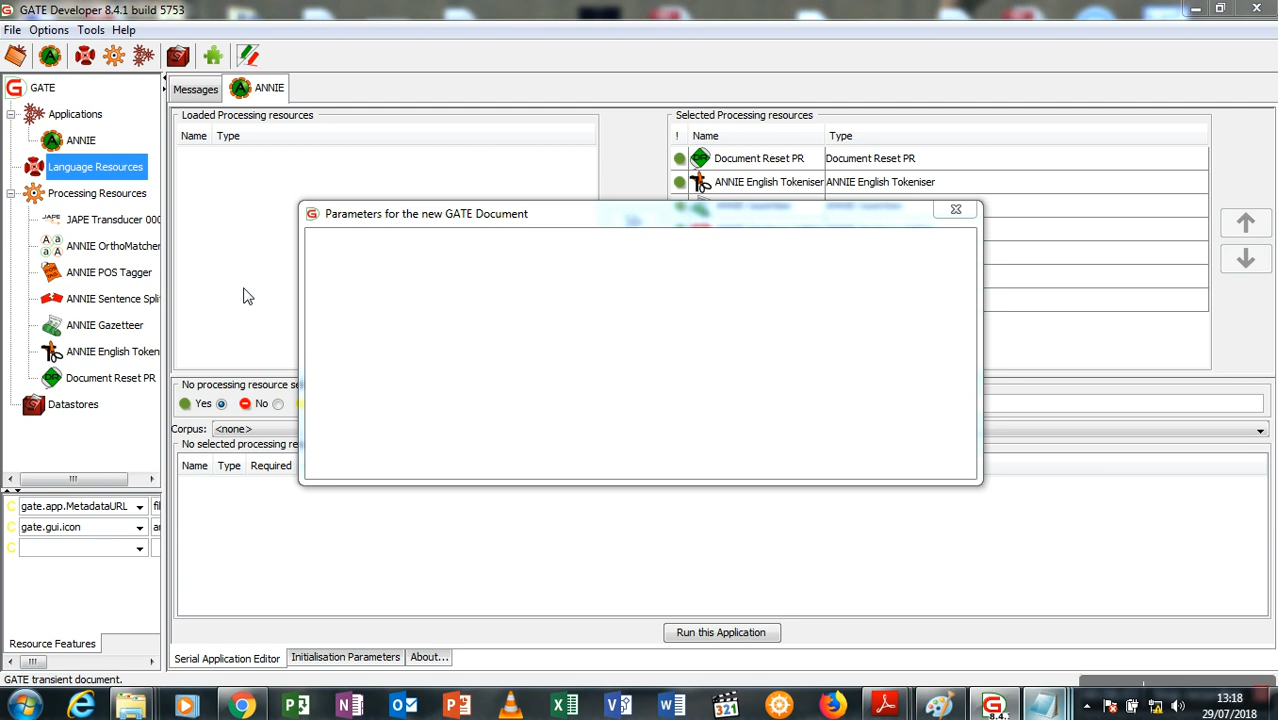 GATE Developer 8.4.1 build 5753
File Options Tools Help
GATE
Applications
ANNIE
Language Resources
Processing Resources
JAPE Transducer 000
ANNIE OrthoMatcher
ANNIE POS Tagger
ANNIE Sentence Spli
ANNIE Gazetteer
ANNIE English Token
Document Reset PR
Datastores
gate.app.MetadataURL fi
gate.gui.icon an
Resource Features
Messages ANNIE
Loaded Processing resources
Name Type
Selected Processing resources
! Name Type
Document Reset PR Document Reset PR
ANNIE English Tokeniser ANNIE English Tokeniser
Parameters for the new GATE Document
No processing resource se
Yes No
Corpus: <none>
No selected processing re
Name Type Required
Run this Application
Serial Application Editor Initialisation Parameters About...
GATE transient document.
13:18
29/07/2018